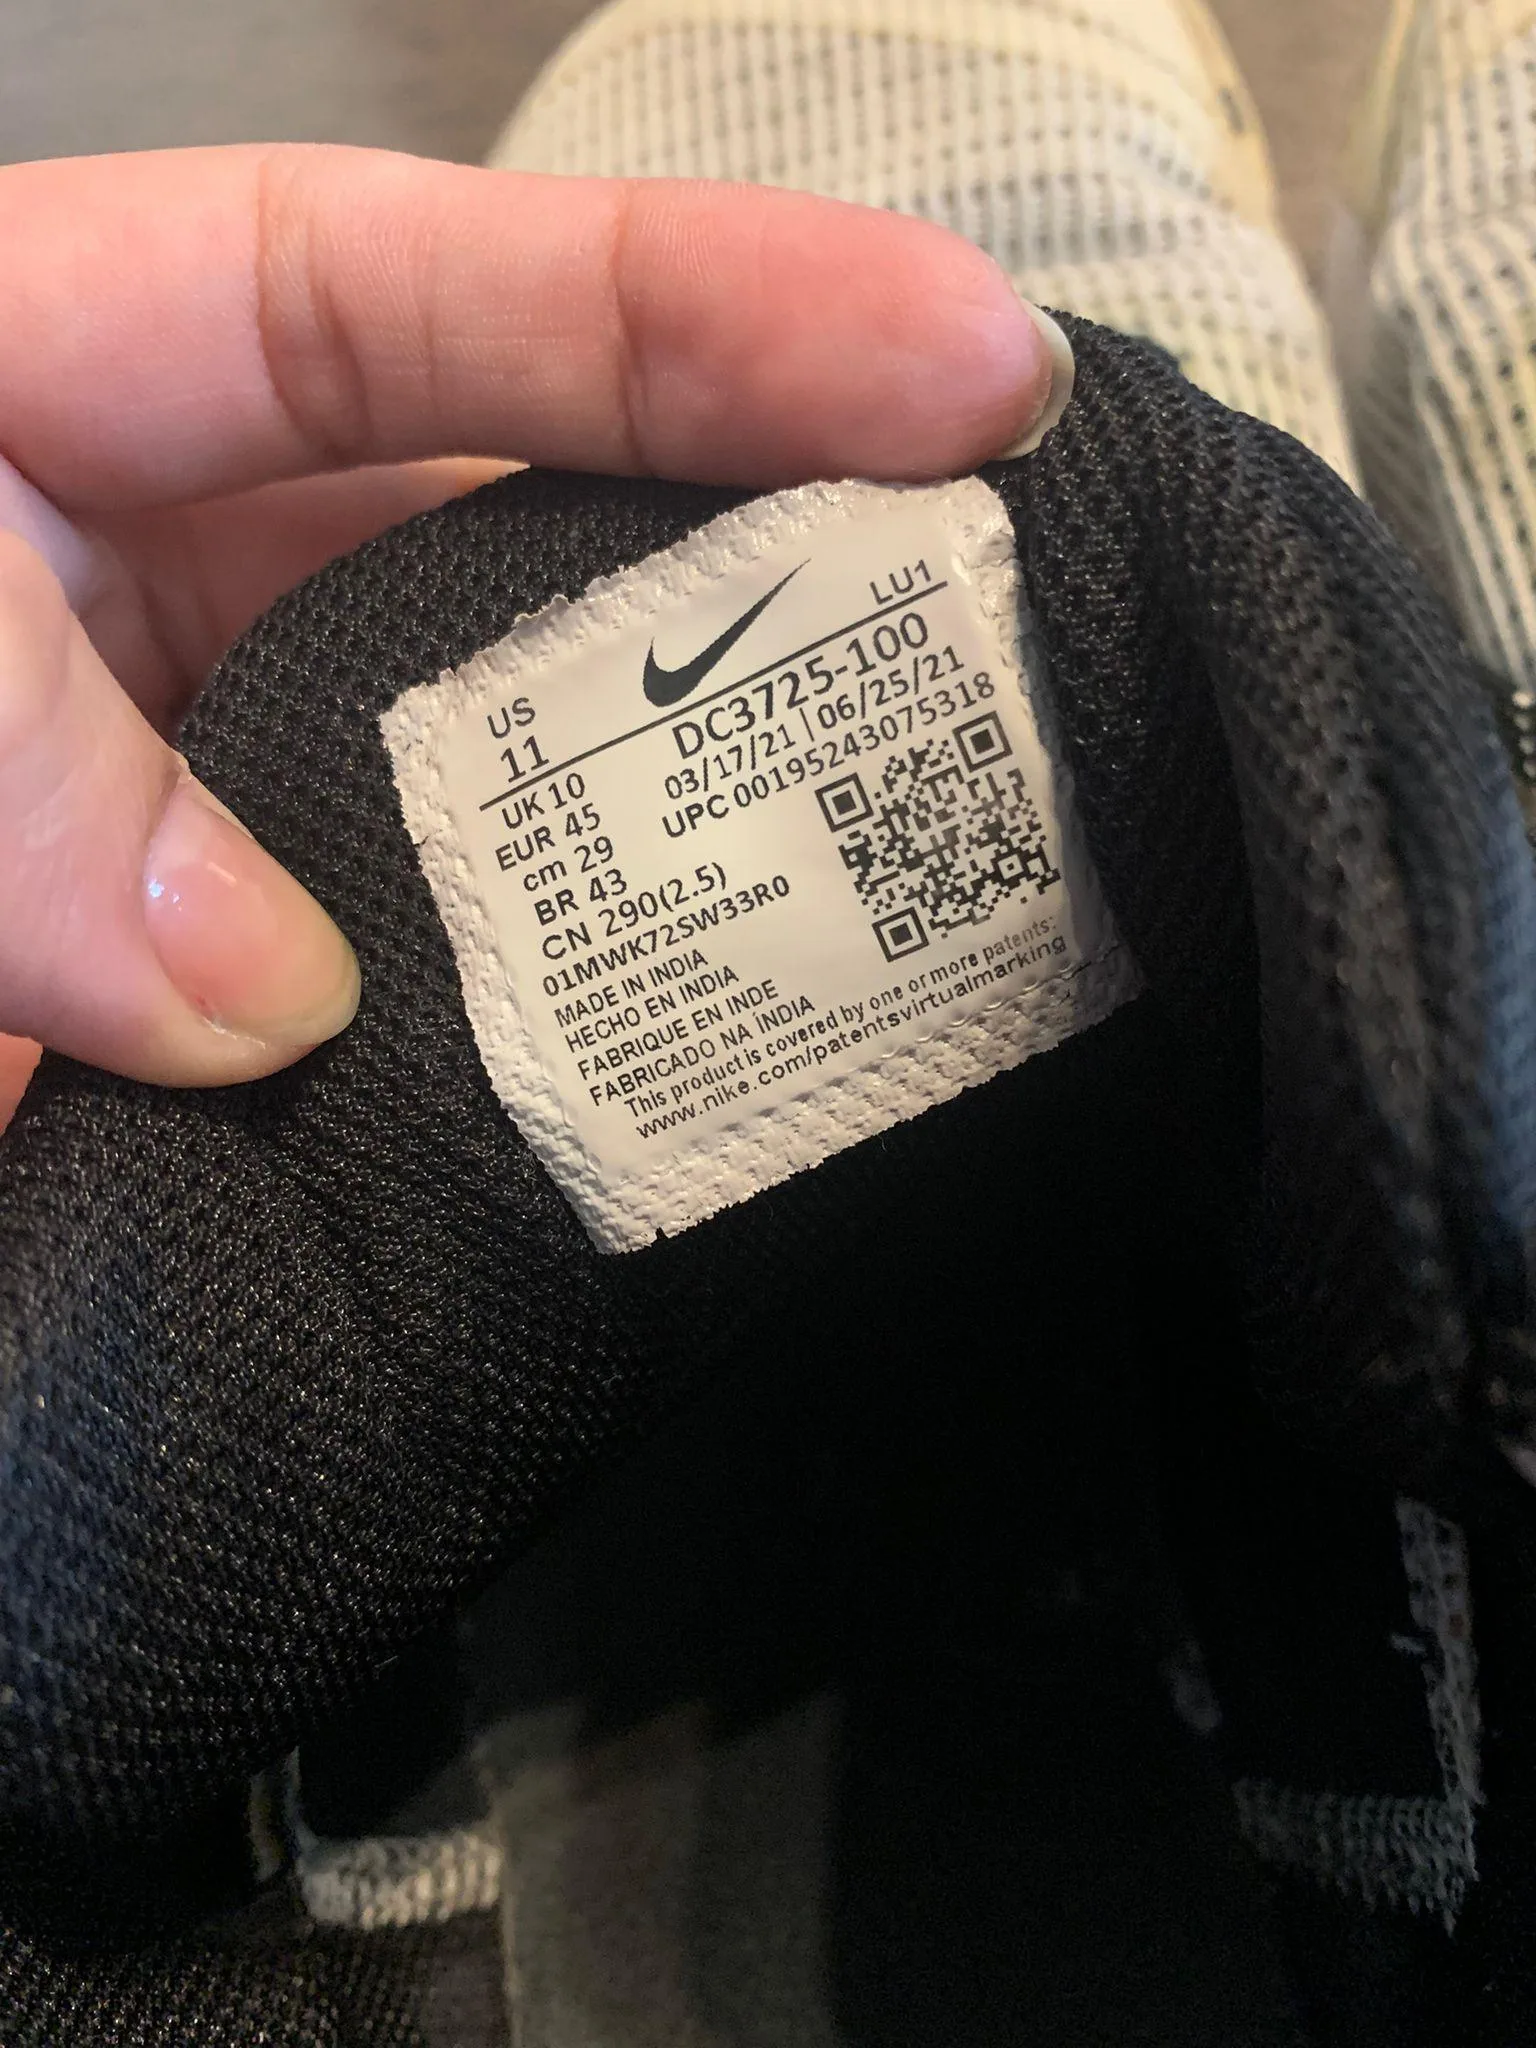 LU1
US
11
DC3725-100
03/17/21 | 06/25/21
UPC 00195243075318
UK 10
EUR 45
cm 29
BR 43
CN 290(2.5)
01MWK72SW33R0
MADE IN INDIA
HECHO EN INDIA
FABRIQUE EN INDE
FABRICADO NA ÍNDIA
This product is covered by one or more patents:
www.nike.com/patentsvirtualmarking